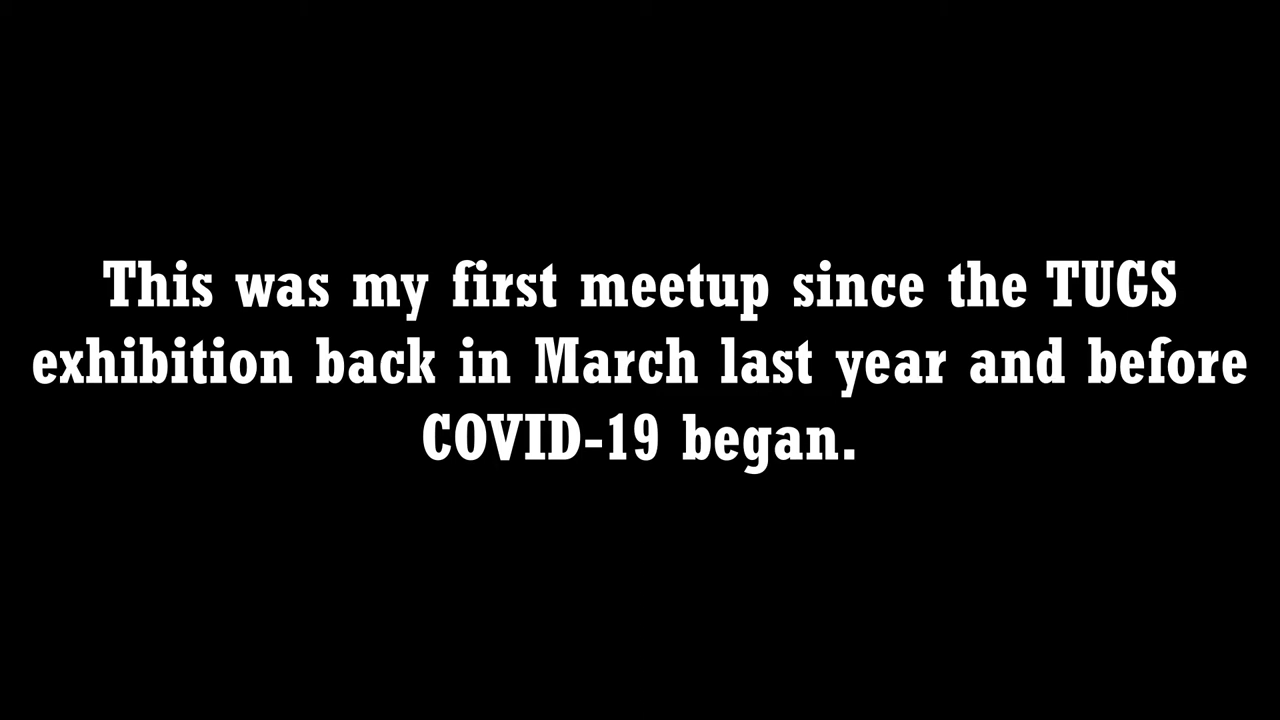 This was my first meetup since the TUGS
exhibition back in March last year and before
COVID-19 began.